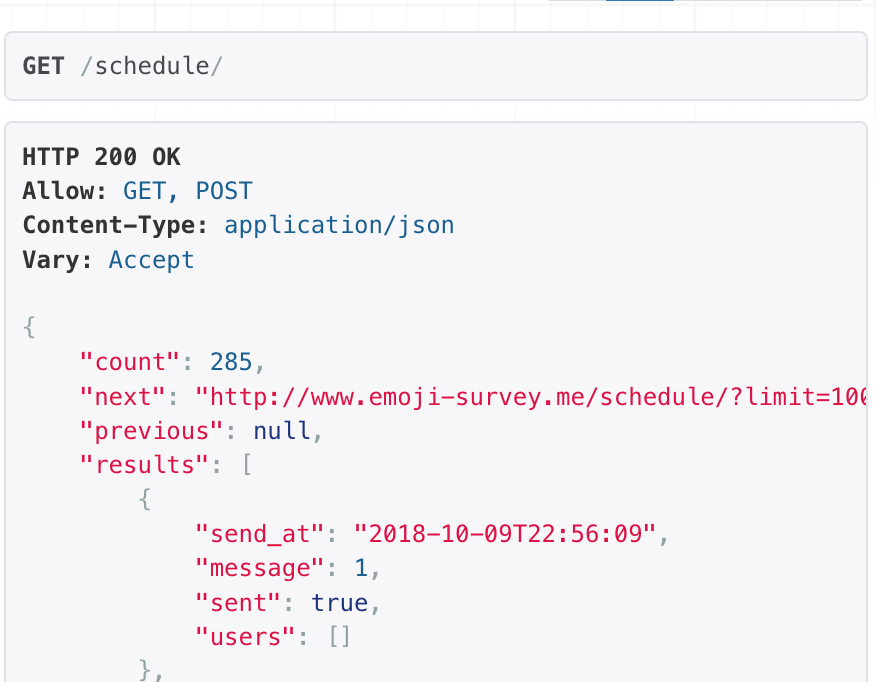 GET /schedule/
HTTP 200 OK
Allow: GET, POST
Content-Type: application/json
Vary: Accept
{
"count": 285,
"next": "http://www.emoji-survey.me/schedule/?limit=100
"previous": null,
"results": [
{
"send_at": "2018-10-09T22:56:09",
"message": 1,
"sent": true,
"users": []
},